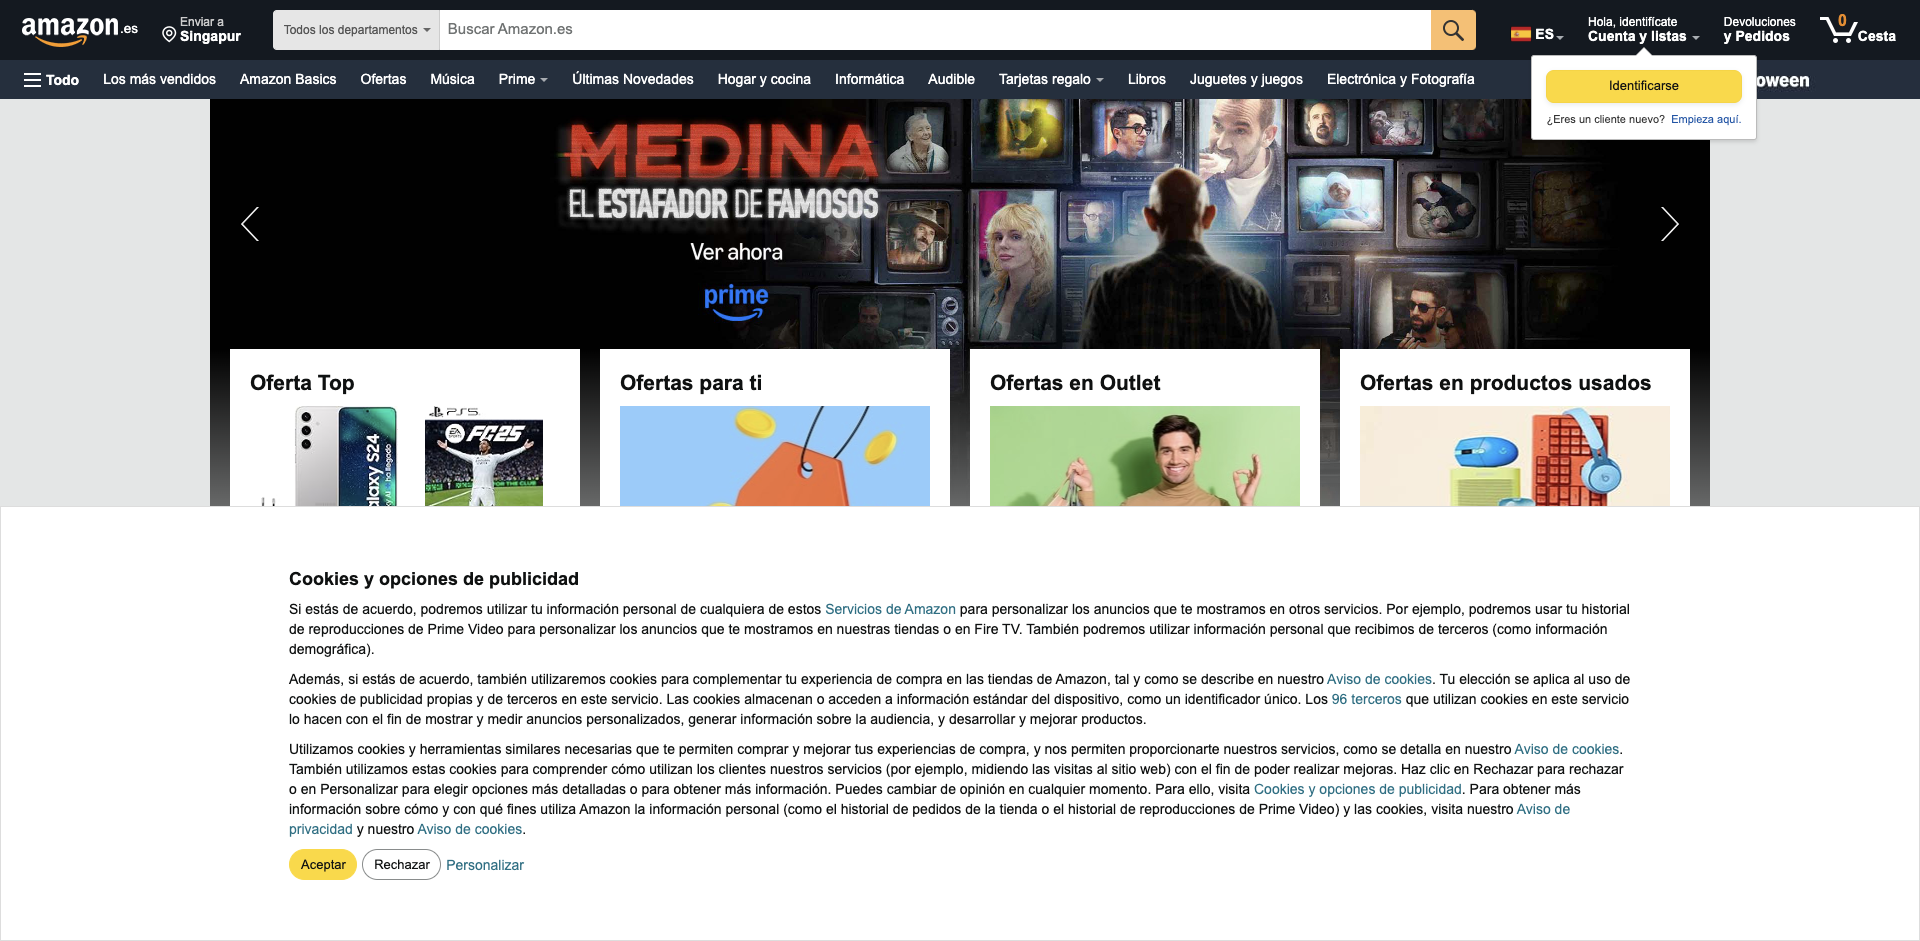 amazon.es
Enviar a
Singapur
Todos los departamentos
Buscar Amazon.es
ES
Hola, identifícate
Cuenta y listas
Devoluciones
y Pedidos
0
Cesta
Todo
Los más vendidos
Amazon Basics
Ofertas
Música
Prime
Últimas Novedades
Hogar y cocina
Informática
Audible
Tarjetas regalo
Libros
Juguetes y juegos
Electrónica y Fotografía
oween
Identificarse
¿Eres un cliente nuevo? Empieza aquí.
MEDINA
EL ESTAFADOR DE FAMOSOS
Ver ahora
prime
Oferta Top
Ofertas para ti
Ofertas en Outlet
Ofertas en productos usados
PS5
EA SPORTS FC25
FOR THE CLUB
alaxy S24
ha llegado
Cookies y opciones de publicidad
Si estás de acuerdo, podremos utilizar tu información personal de cualquiera de estos Servicios de Amazon para personalizar los anuncios que te mostramos en otros servicios. Por ejemplo, podremos usar tu historial
de reproducciones de Prime Video para personalizar los anuncios que te mostramos en nuestras tiendas o en Fire TV. También podremos utilizar información personal que recibimos de terceros (como información
demográfica).
Además, si estás de acuerdo, también utilizaremos cookies para complementar tu experiencia de compra en las tiendas de Amazon, tal y como se describe en nuestro Aviso de cookies. Tu elección se aplica al uso de
cookies de publicidad propias y de terceros en este servicio. Las cookies almacenan o acceden a información estándar del dispositivo, como un identificador único. Los 96 terceros que utilizan cookies en este servicio
lo hacen con el fin de mostrar y medir anuncios personalizados, generar información sobre la audiencia, y desarrollar y mejorar productos.
Utilizamos cookies y herramientas similares necesarias que te permiten comprar y mejorar tus experiencias de compra, y nos permiten proporcionarte nuestros servicios, como se detalla en nuestro Aviso de cookies.
También utilizamos estas cookies para comprender cómo utilizan los clientes nuestros servicios (por ejemplo, midiendo las visitas al sitio web) con el fin de poder realizar mejoras. Haz clic en Rechazar para rechazar
o en Personalizar para elegir opciones más detalladas o para obtener más información. Puedes cambiar de opinión en cualquier momento. Para ello, visita Cookies y opciones de publicidad. Para obtener más
información sobre cómo y con qué fines utiliza Amazon la información personal (como el historial de pedidos de la tienda o el historial de reproducciones de Prime Video) y las cookies, visita nuestro Aviso de
privacidad y nuestro Aviso de cookies.
Aceptar
Rechazar
Personalizar